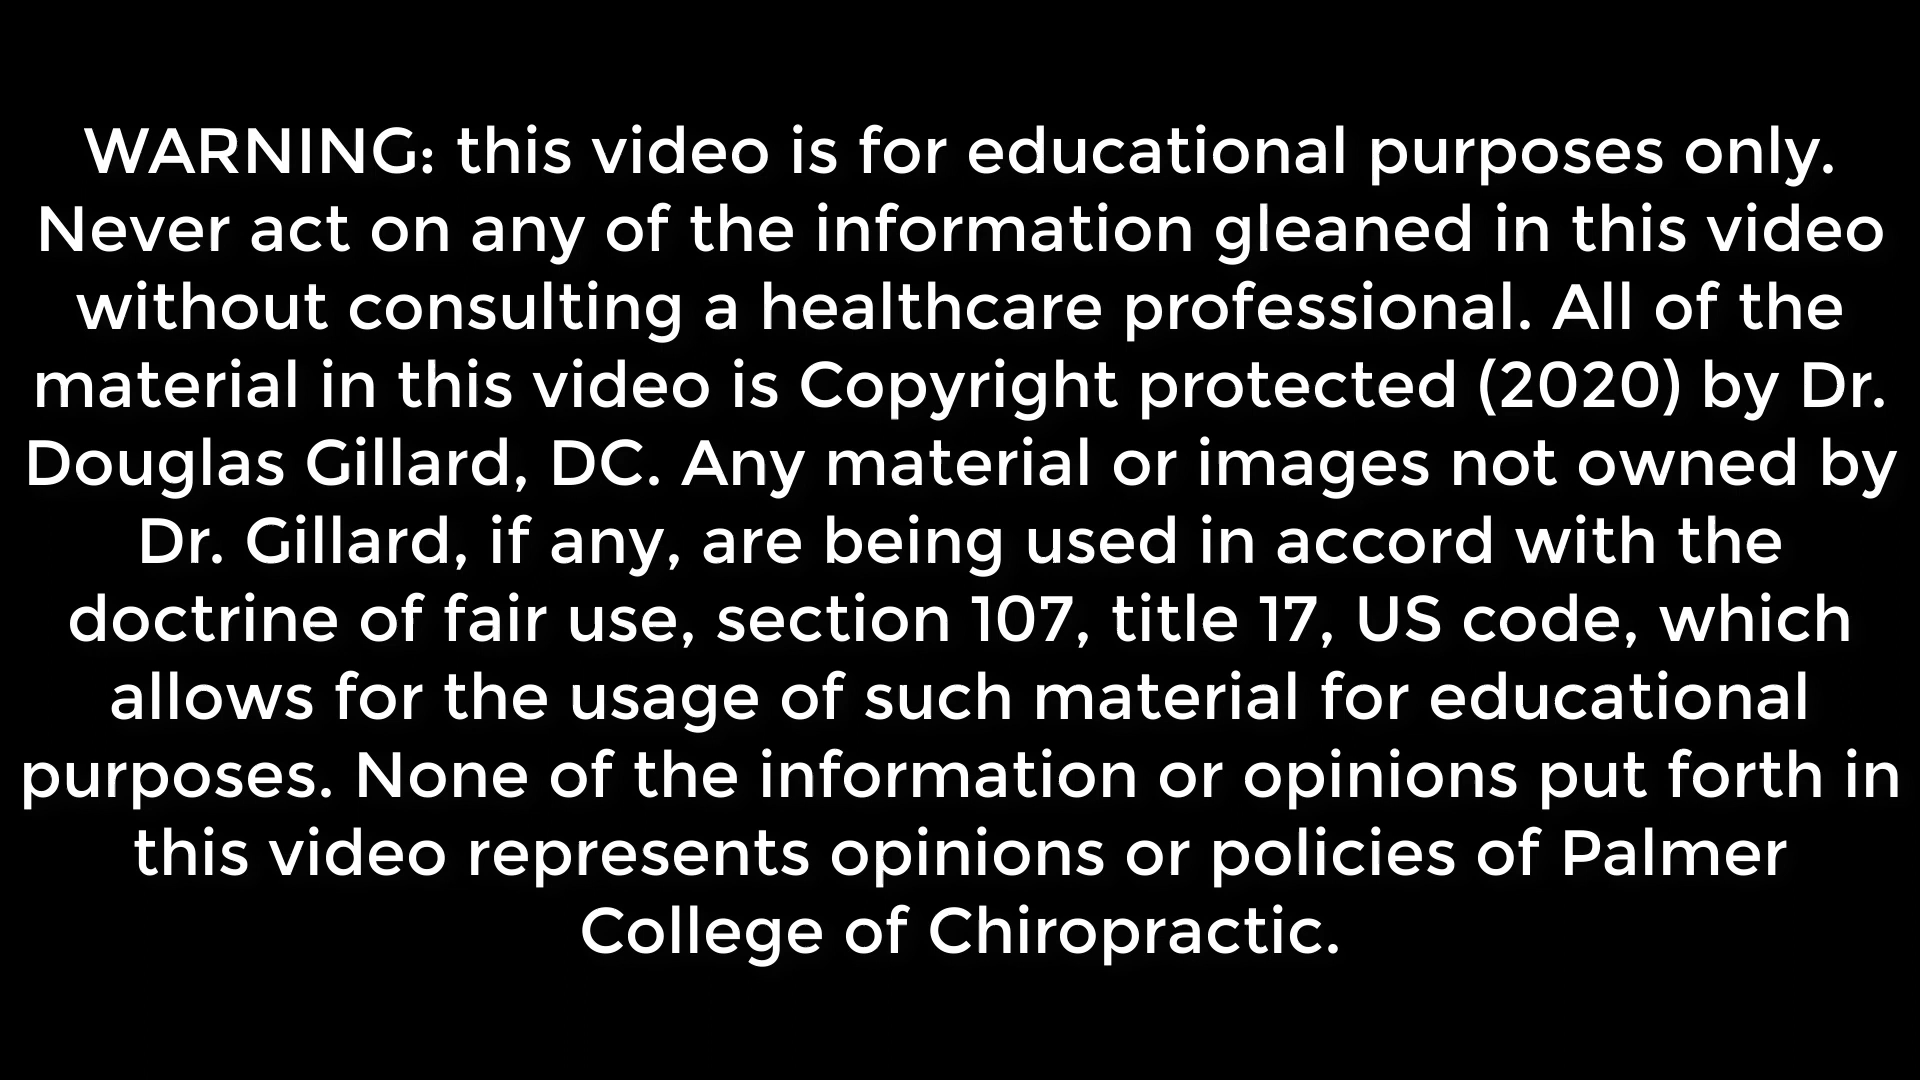 WARNING: this video is for educational purposes only.
Never act on any of the information gleaned in this video
without consulting a healthcare professional. All of the
material in this video is Copyright protected (2020) by Dr.
Douglas Gillard, DC. Any material or images not owned by
Dr. Gillard, if any, are being used in accord with the
doctrine of fair use, section 107, title 17, US code, which
allows for the usage of such material for educational
purposes. None of the information or opinions put forth in
this video represents opinions or policies of Palmer
College of Chiropractic.